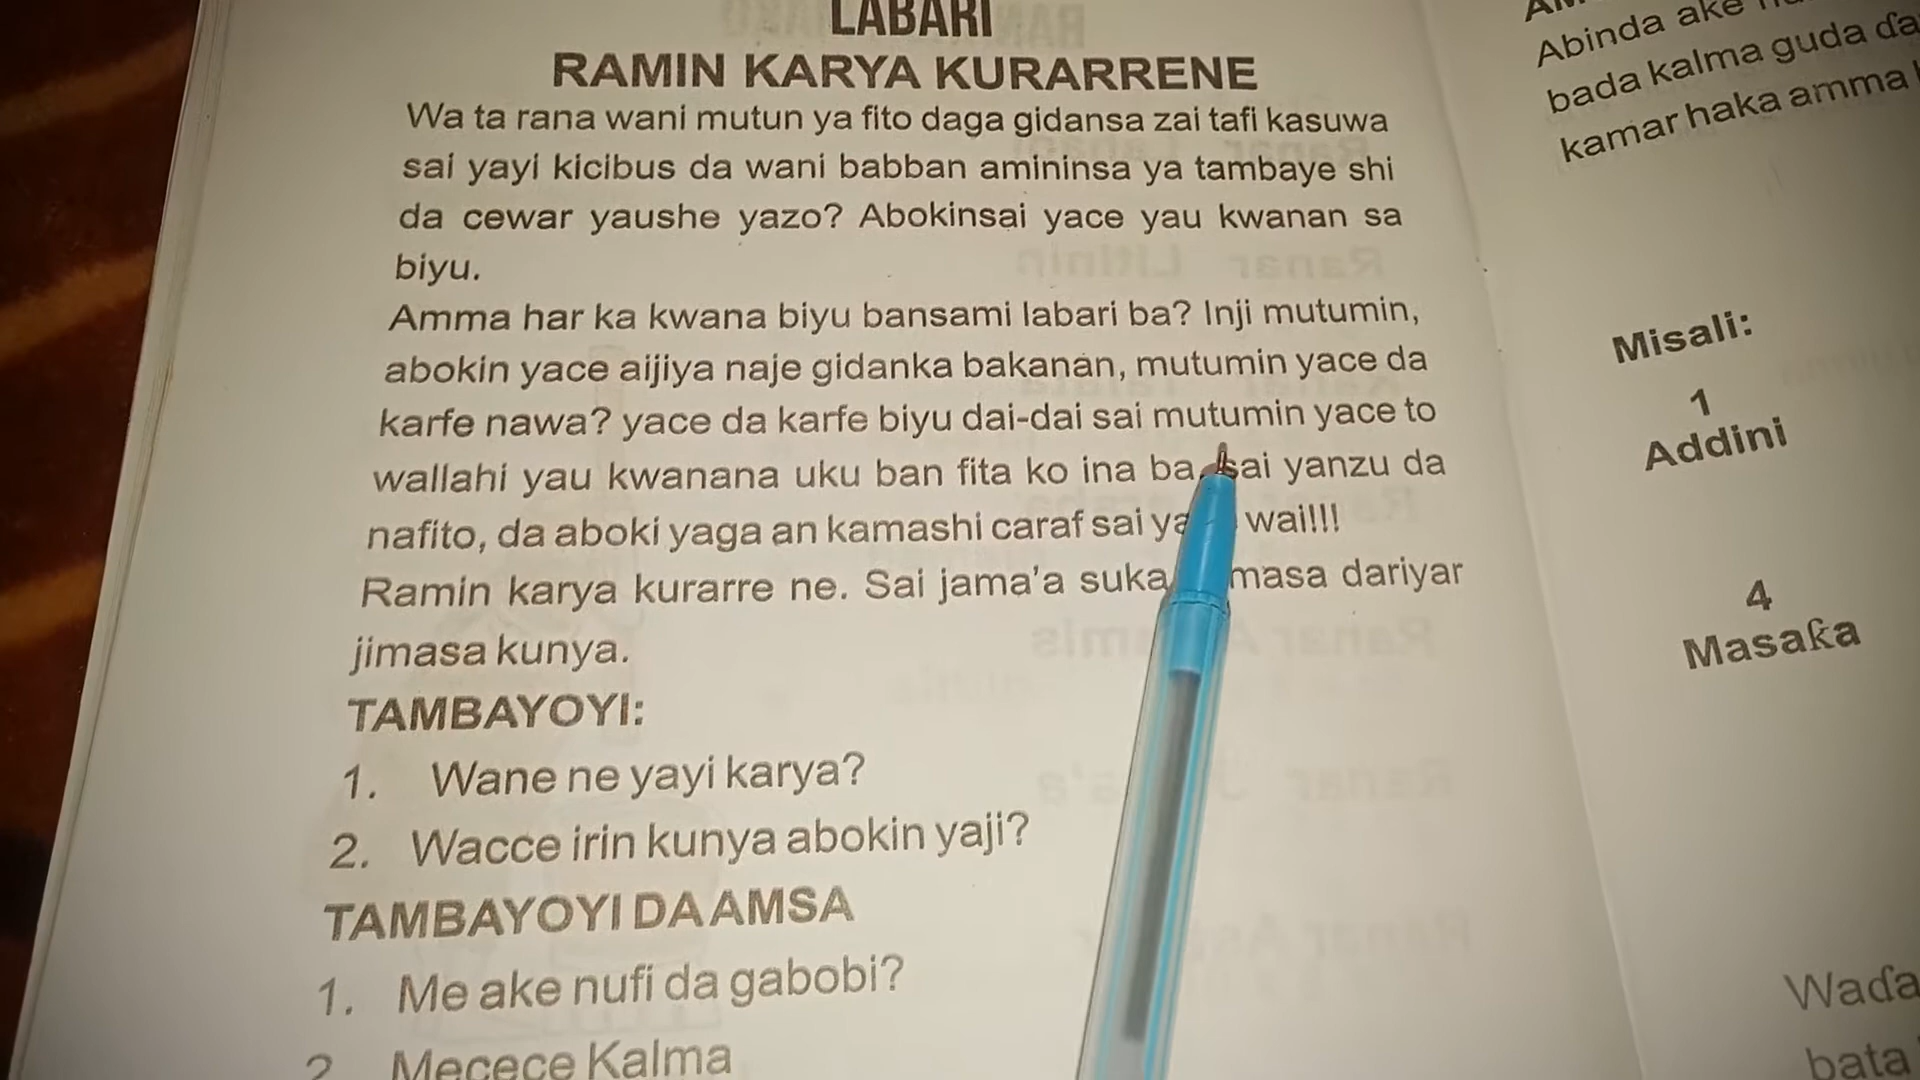 LABARI
RAMIN KARYA KURARRENE
Wa ta rana wani mutun ya fito daga gidansa zai tafi kasuwa
sai yayi kicibus da wani babban amininsa ya tambaye shi
da cewar yaushe yazo? Abokinsai yace yau kwanan sa
biyu.
Amma har ka kwana biyu bansami labari ba? Inji mutumin,
abokin yace aijiya naje gidanka bakanan, mutumin yace da
karfe nawa? yace da karfe biyu dai-dai sai mutumin yace to
wallahi yau kwanana uku ban fita ko ina ba sai yanzu da
nafito, da aboki yaga an kamashi caraf sai wai!!!
Ramin karya kurarre ne. Sai jama'a suka masa dariyar
jimasa kunya.
TAMBAYOYI:
1. Wane ne yayi karya?
2. Wacce irin kunya abokin yaji?
TAMBAYOYI DA AMSA
1. Me ake nufi da gabobi?
2 Mecece Kalma
Abinda ake
bada kalma guda ɗa
kamar haka amma
Misali:
1
Addini
4
Masaƙa
Waɗa
bata